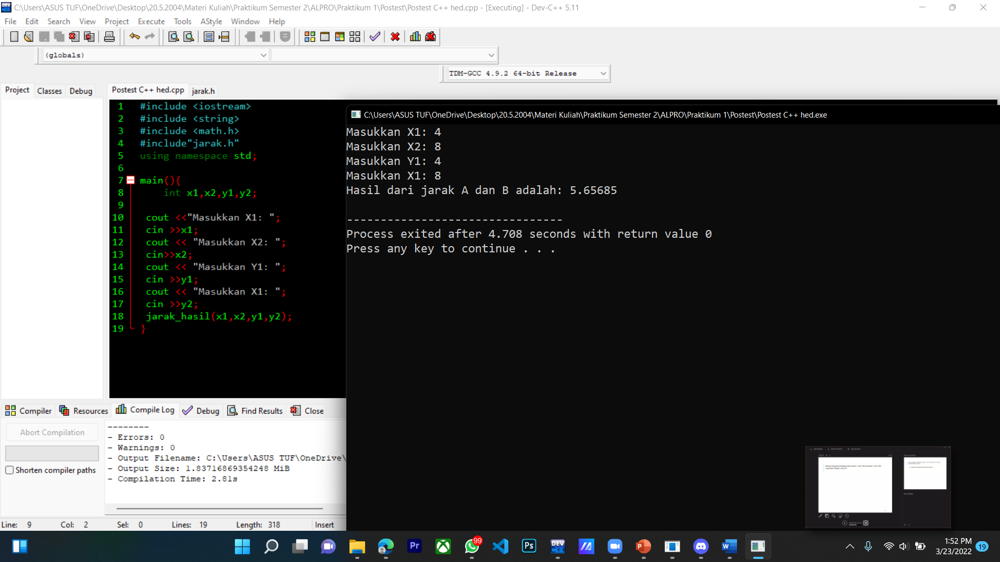 C:\Users\ASUS TUF\OneDrive\Desktop\20.5.2004\Materi Kuliah\Praktikum Semester 2\ALPRO\Praktikum 1\Postest\Postest C++ hed.cpp - [Executing] - Dev-C++ 5.11
File Edit Search View Project Execute Tools AStyle Window Help
(globals)
TDM-GCC 4.9.2 64-bit Release
Project Classes Debug
Postest C++ hed.cpp jarak.h
1 #include <iostream>
2 #include <string>
3 #include <math.h>
4 #include"jarak.h"
5 using namespace std;
6
7 main(){
8 int x1,x2,y1,y2;
9
10 cout <<"Masukkan X1: ";
11 cin >>x1;
12 cout << "Masukkan X2: ";
13 cin>>x2;
14 cout << "Masukkan Y1: ";
15 cin >>y1;
16 cout << "Masukkan X1: ";
17 cin >>y2;
18 jarak_hasil(x1,x2,y1,y2);
19 }
C:\Users\ASUS TUF\OneDrive\Desktop\20.5.2004\Materi Kuliah\Praktikum Semester 2\ALPRO\Praktikum 1\Postest\Postest C++ hed.exe
Masukkan X1: 4
Masukkan X2: 8
Masukkan Y1: 4
Masukkan X1: 8
Hasil dari jarak A dan B adalah: 5.65685
--------------------------------
Process exited after 4.708 seconds with return value 0
Press any key to continue . . .
Compiler Resources Compile Log Debug Find Results Close
Abort Compilation
Shorten compiler paths
--------
- Errors: 0
- Warnings: 0
- Output Filename: C:\Users\ASUS TUF\OneDrive\
- Output Size: 1.83716869354248 MiB
- Compilation Time: 2.81s
Line: 9 Col: 2 Sel: 0 Lines: 19 Length: 318 Insert
Pr
99
Ps
DEV C++
P
W
1:52 PM
3/23/2022
19